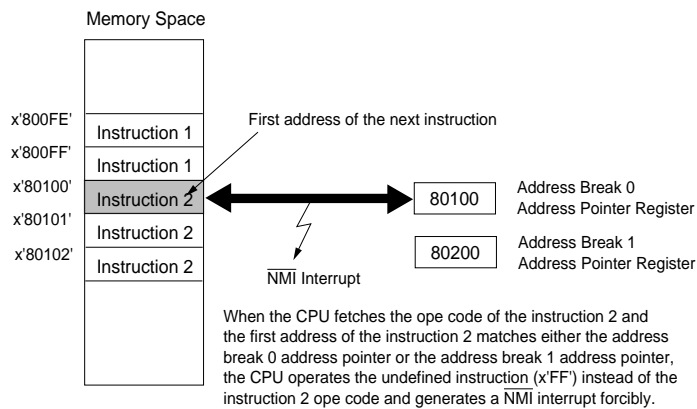 Memory Space
x'800FE'
Instruction 1
First address of the next instruction
x'800FF'
Instruction 1
x'80100'
Instruction 2
80100
Address Break 0
Address Pointer Register
x'80101'
Instruction 2
x'80102'
Instruction 2
80200
Address Break 1
Address Pointer Register
NMI Interrupt
When the CPU fetches the ope code of the instruction 2 and
the first address of the instruction 2 matches either the address
break 0 address pointer or the address break 1 address pointer,
the CPU operates the undefined instruction (x'FF') instead of the
instruction 2 ope code and generates a NMI interrupt forcibly.